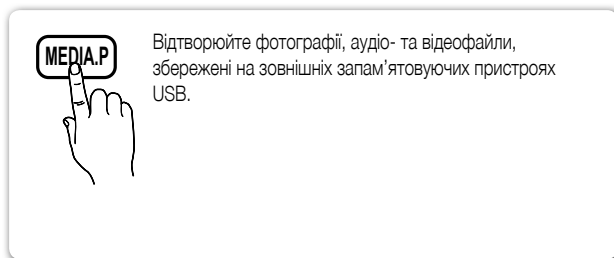 MEDIA.P
Відтворюйте фотографії, аудіо- та відеофайли,
збережені на зовнішніх запам’ятовуючих пристроях
USB.